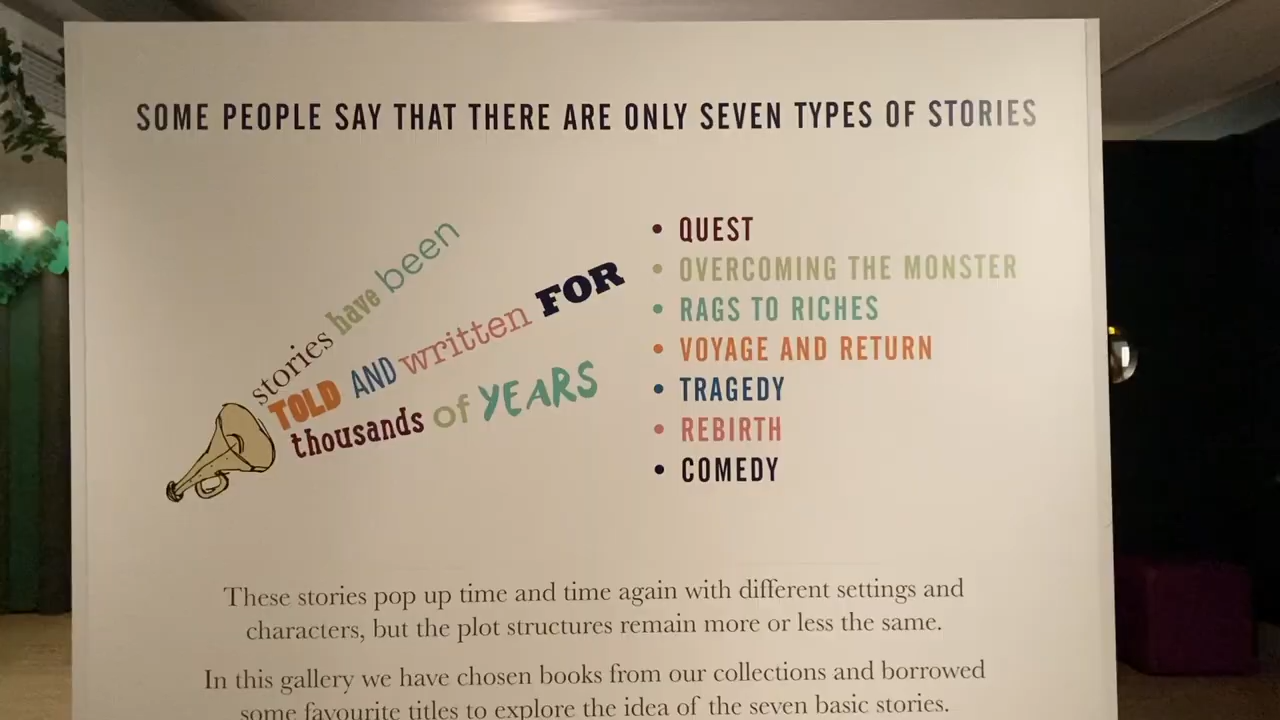 SOME PEOPLE SAY THAT THERE ARE ONLY SEVEN TYPES OF STORIES
stories have been
TOLD AND written FOR
thousands of YEARS
• QUEST
• OVERCOMING THE MONSTER
• RAGS TO RICHES
• VOYAGE AND RETURN
• TRAGEDY
• REBIRTH
• COMEDY
These stories pop up time and time again with different settings and
characters, but the plot structures remain more or less the same.
In this gallery we have chosen books from our collections and borrowed
some favourite titles to explore the idea of the seven basic stories.